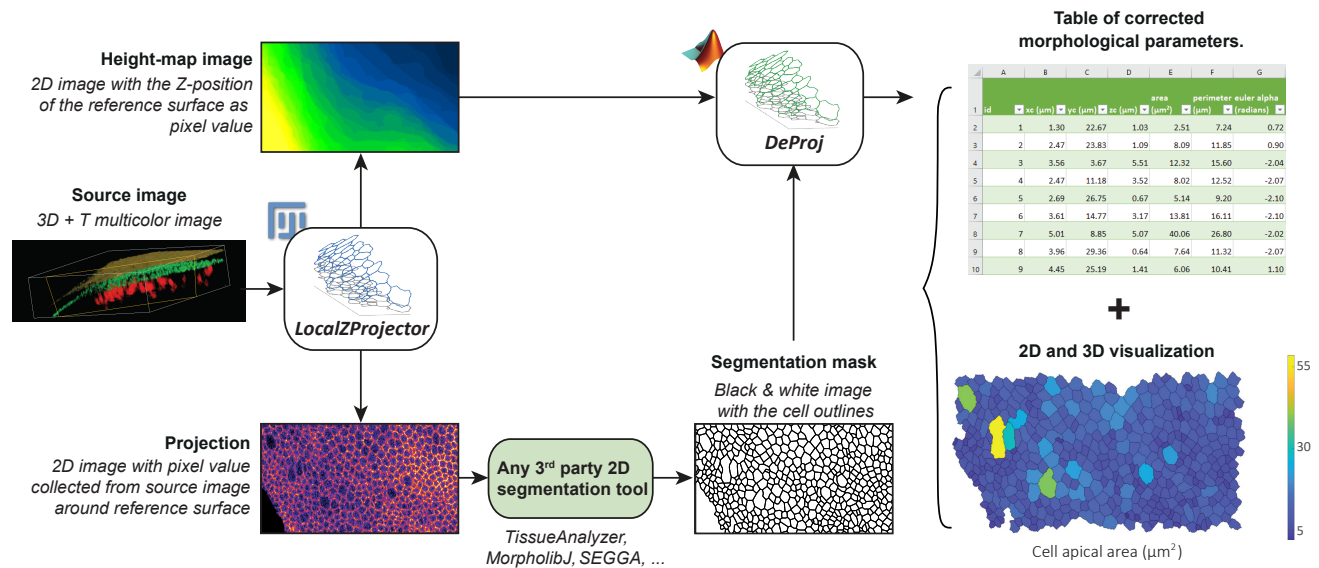 Height-map image
2D image with the Z-position
of the reference surface as
pixel value
Source image
3D + T multicolor image
LocalZProjector
Projection
2D image with pixel value
collected from source image
around reference surface
Any 3rd party 2D
segmentation tool
TissueAnalyzer,
MorpholibJ, SEGGA, ...
Segmentation mask
Black & white image
with the cell outlines
DeProj
Table of corrected
morphological parameters.
A B C D E F G
area perimeter euler alpha
1 id xc (µm) yc (µm) zc (µm) (µm²) (µm) (radians)
2 1 1.30 22.67 1.03 2.51 7.24 0.72
3 2 2.47 23.83 1.09 8.09 11.85 0.90
4 3 3.56 3.67 5.51 12.32 15.60 -2.04
5 4 2.47 11.18 3.52 8.02 12.52 -2.07
6 5 2.69 26.75 0.67 5.14 9.20 -2.10
7 6 3.61 14.77 3.17 13.81 16.11 -2.10
8 7 5.01 8.85 5.07 40.06 26.80 -2.02
9 8 3.96 29.36 0.64 7.64 11.32 -2.07
10 9 4.45 25.19 1.41 6.06 10.41 1.10
+
2D and 3D visualization
55
30
5
Cell apical area (µm²)